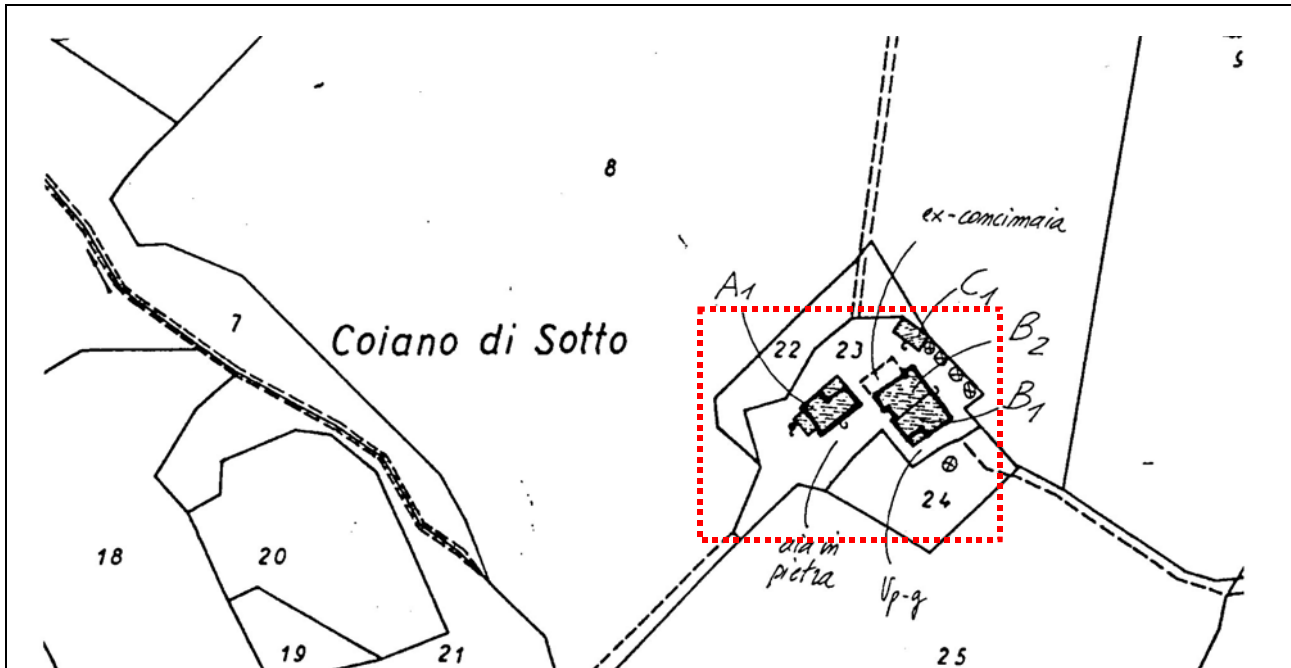 8
ex-concimaia
A1
C1
7
Coiano di Sotto
22
23
B2
B1
18
20
24
aia in
pietra
Vp-g
19
21
25